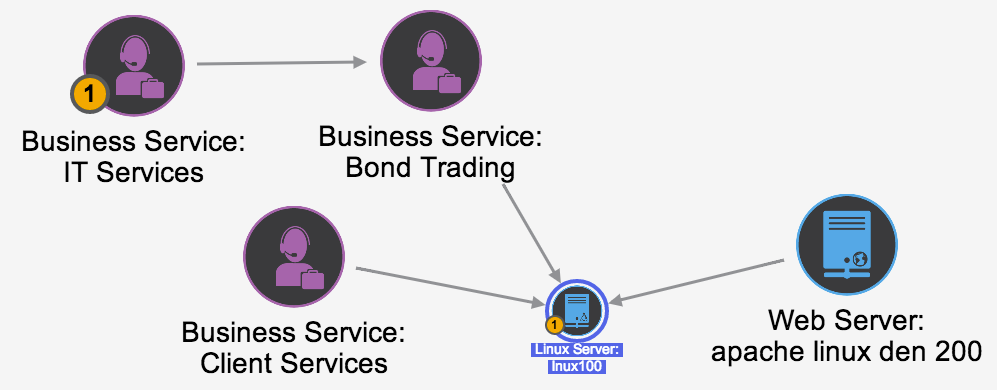 1
Business Service:
IT Services
Business Service:
Bond Trading
Business Service:
Client Services
1
Linux Server:
lnux100
Web Server:
apache linux den 200